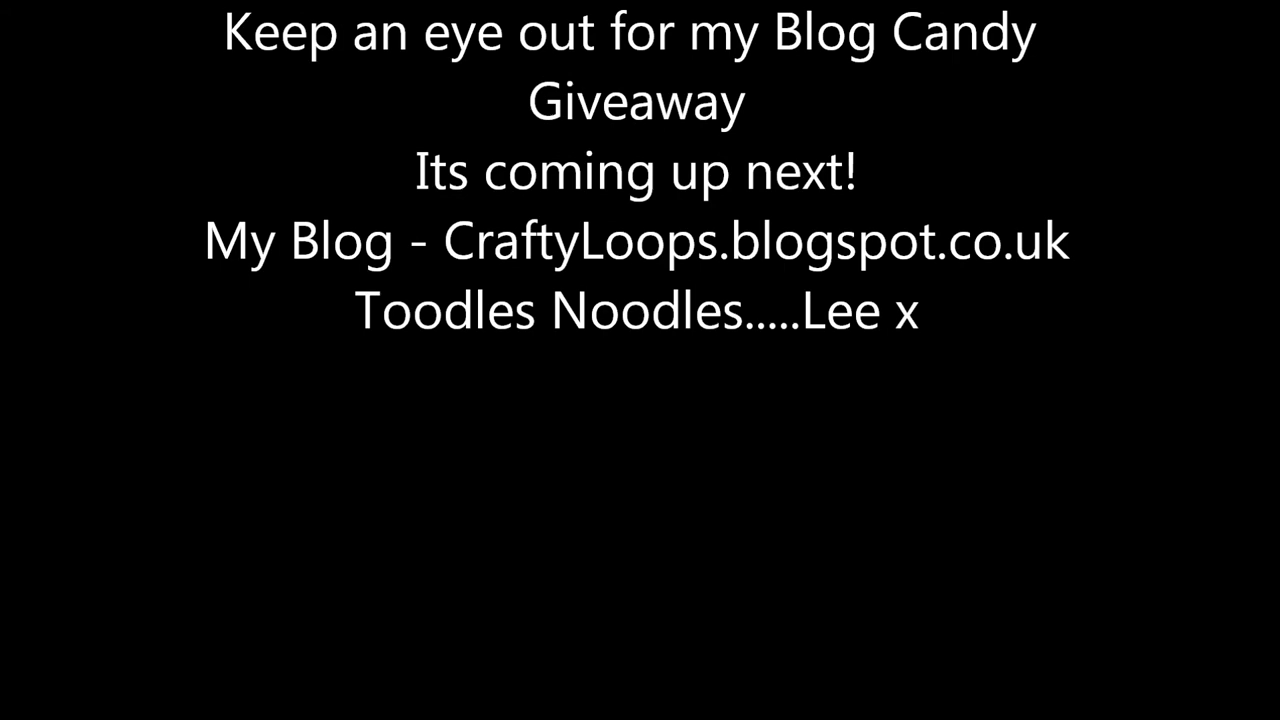 Keep an eye out for my Blog Candy
Giveaway
Its coming up next!
My Blog - CraftyLoops.blogspot.co.uk
Toodles Noodles.....Lee x